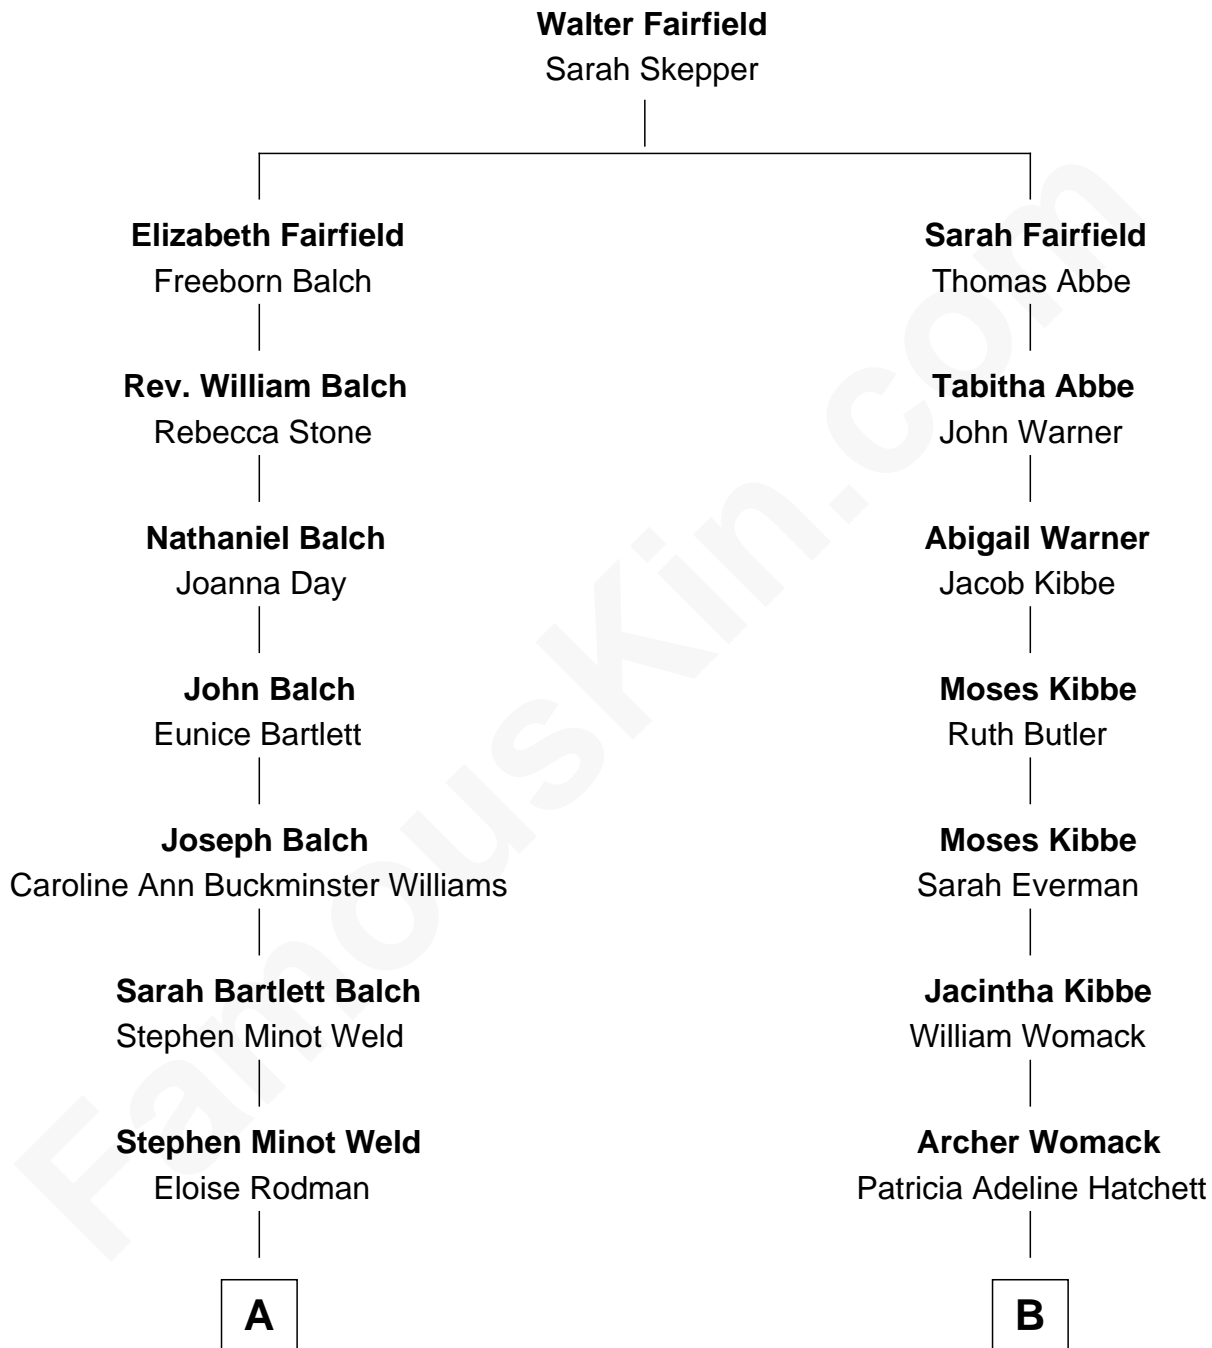 Walter Fairfield
Sarah Skepper
Elizabeth Fairfield
Freeborn Balch
Sarah Fairfield
Thomas Abbe
Rev. William Balch
Rebecca Stone
Tabitha Abbe
John Warner
Nathaniel Balch
Joanna Day
Abigail Warner
Jacob Kibbe
John Balch
Eunice Bartlett
Moses Kibbe
Ruth Butler
Joseph Balch
Caroline Ann Buckminster Williams
Moses Kibbe
Sarah Everman
Sarah Bartlett Balch
Stephen Minot Weld
Jacintha Kibbe
William Womack
Stephen Minot Weld
Eloise Rodman
Archer Womack
Patricia Adeline Hatchett
A
B
FamousKin.com